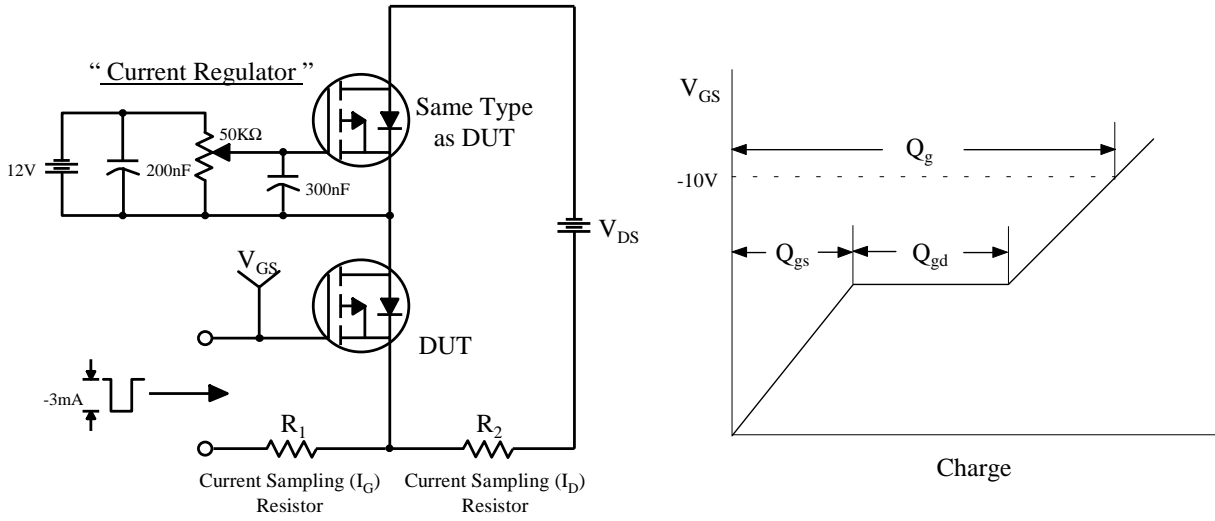 “ Current Regulator ”
Same Type
as DUT
50KΩ
12V
200nF
300nF
V_DS
V_GS
DUT
-3mA
R_1
R_2
Current Sampling (I_G)
Resistor
Current Sampling (I_D)
Resistor
V_GS
Q_g
-10V
Q_gs
Q_gd
Charge